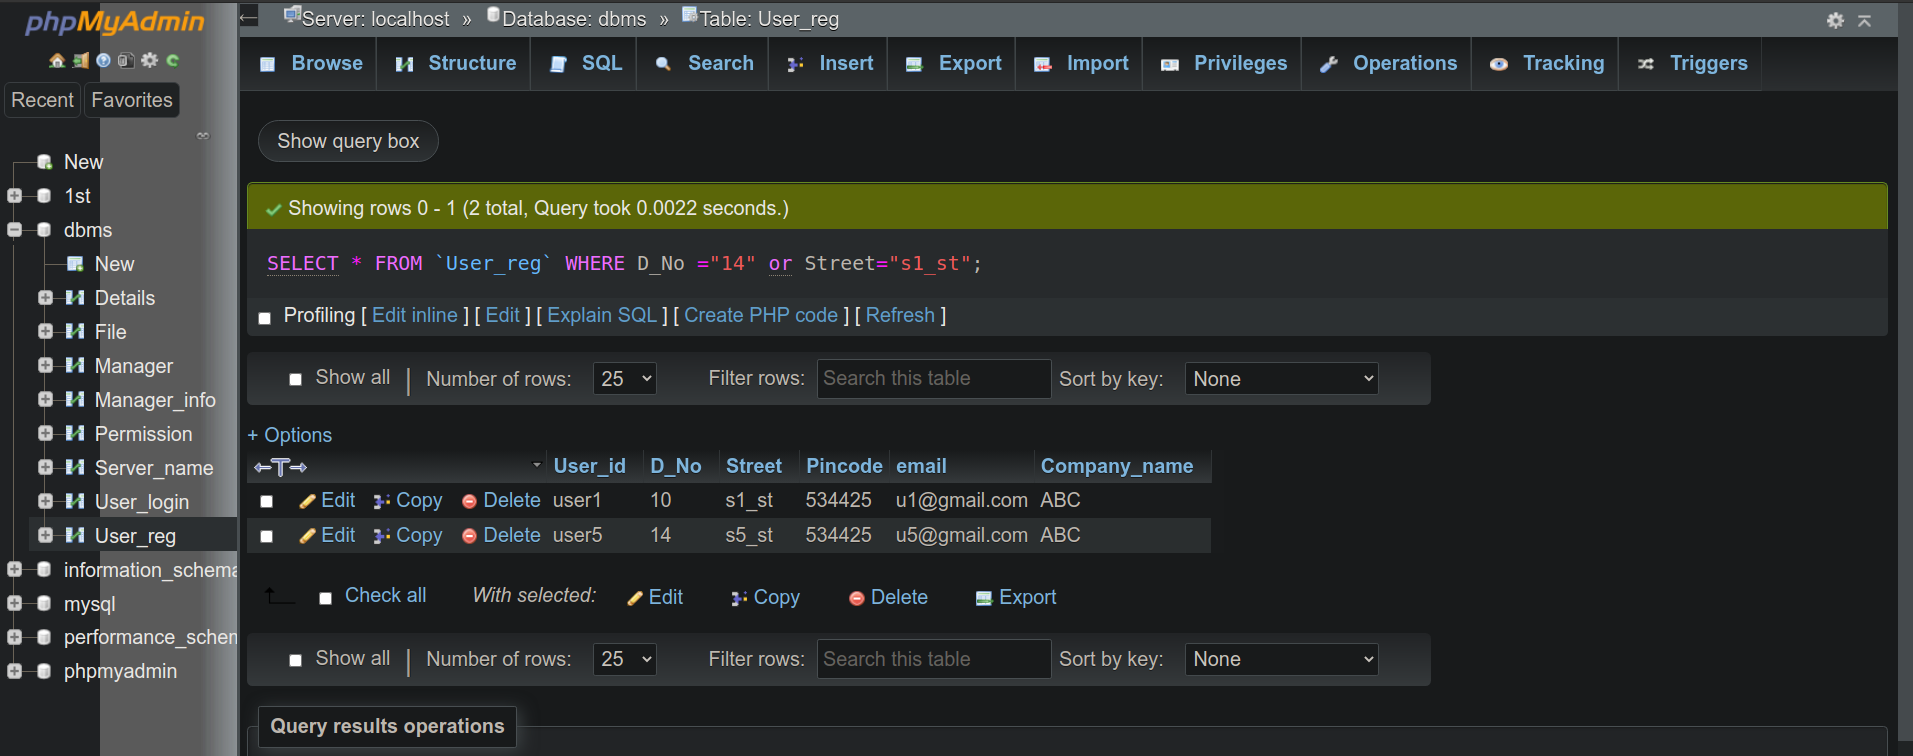 phpMyAdmin
Recent Favorites
New
1st
dbms
New
Details
File
Manager
Manager_info
Permission
Server_name
User_login
User_reg
information_schema
mysql
performance_schem
phpmyadmin
Server: localhost » Database: dbms » Table: User_reg
Browse Structure SQL Search Insert Export Import Privileges Operations Tracking Triggers
Show query box
Showing rows 0 - 1 (2 total, Query took 0.0022 seconds.)
SELECT * FROM `User_reg` WHERE D_No ="14" or Street="s1_st";
Profiling [ Edit inline ] [ Edit ] [ Explain SQL ] [ Create PHP code ] [ Refresh ]
Show all | Number of rows: 25 Filter rows: Search this table Sort by key: None
+ Options
←T→ User_id D_No Street Pincode email Company_name
Edit Copy Delete user1 10 s1_st 534425 u1@gmail.com ABC
Edit Copy Delete user5 14 s5_st 534425 u5@gmail.com ABC
Check all With selected: Edit Copy Delete Export
Show all | Number of rows: 25 Filter rows: Search this table Sort by key: None
Query results operations